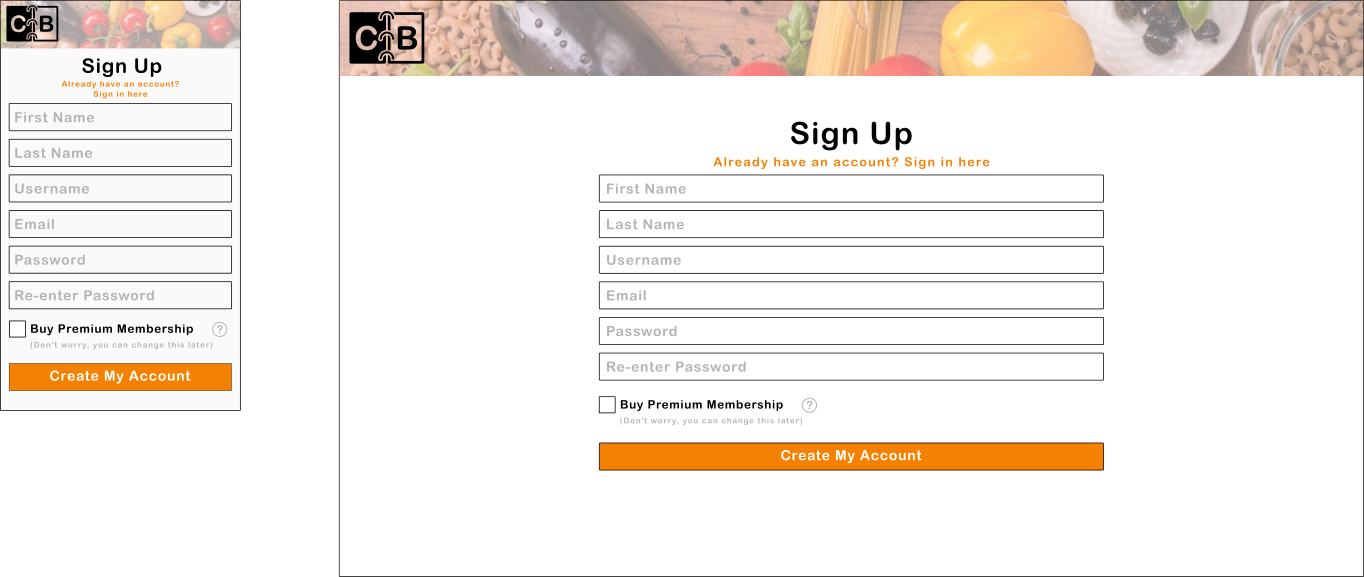 C B
Sign Up
Already have an account?
Sign in here
First Name
Last Name
Username
Email
Password
Re-enter Password
Buy Premium Membership ?
(Don't worry, you can change this later)
Create My Account
C B
Sign Up
Already have an account? Sign in here
First Name
Last Name
Username
Email
Password
Re-enter Password
Buy Premium Membership ?
(Don't worry, you can change this later)
Create My Account